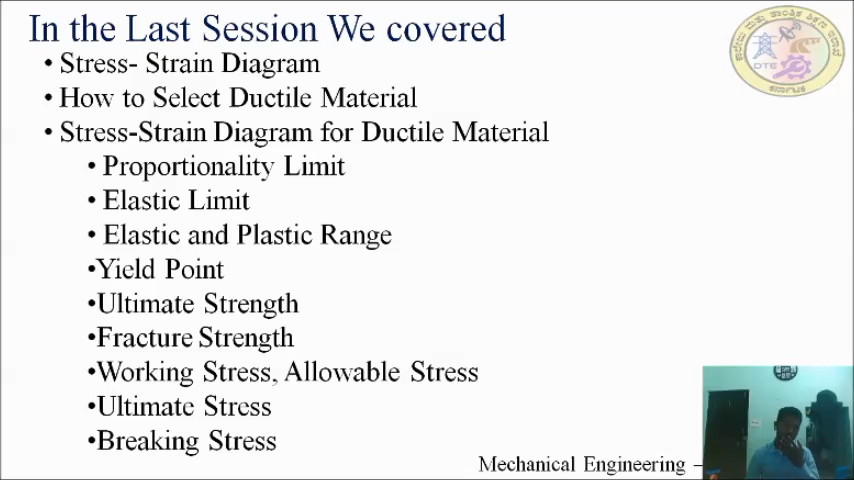 In the Last Session We covered
• Stress- Strain Diagram
• How to Select Ductile Material
• Stress-Strain Diagram for Ductile Material
• Proportionality Limit
• Elastic Limit
• Elastic and Plastic Range
•Yield Point
•Ultimate Strength
•Fracture Strength
•Working Stress, Allowable Stress
•Ultimate Stress
•Breaking Stress
Mechanical Engineering –
DTE
ಕರ್ನಾಟಕ